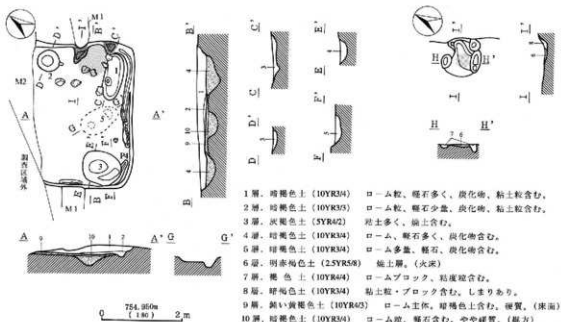 M1
B'
C'
D'
I'
M2
A
A'
I
P4
調査区域外
M1
E
B
A
A'
G
G'
B'
B
C'
C
D'
D
E'
E
F'
F
I'
H
H'
I
I'
I
H
H'
754.950m
(1:80)
2m
1層、暗褐色土 (10YR3/4) ローム粒、軽石多く、炭化物、粘土粒含む。
2層、暗褐色土 (10YR3/3) ローム粒、軽石少量、炭化物、粘土粒含む。
3層、灰褐色土 (5YR4/2) 粘土多く、焼土含む。
4層、暗褐色土 (10YR3/4) ローム、軽石多く、炭化物含む。
5層、暗褐色土 (10YR3/4) ローム多量、軽石、炭化物含む。
6層、明赤褐色土 (2.5YR5/8) 焼土層。(火床)
7層、褐色土 (10YR4/4) ロームブロック、粘度粒含む。
8層、暗褐色土 (10YR3/4) 粘土粒・ブロック含む。しまりあり。
9層、鈍い黄褐色土 (10YR4/3) ローム主体、暗褐色土含む。硬質。(床面)
10層、暗褐色土 (10YR3/4) ローム粒、軽石含む。やや硬質。(掘方)